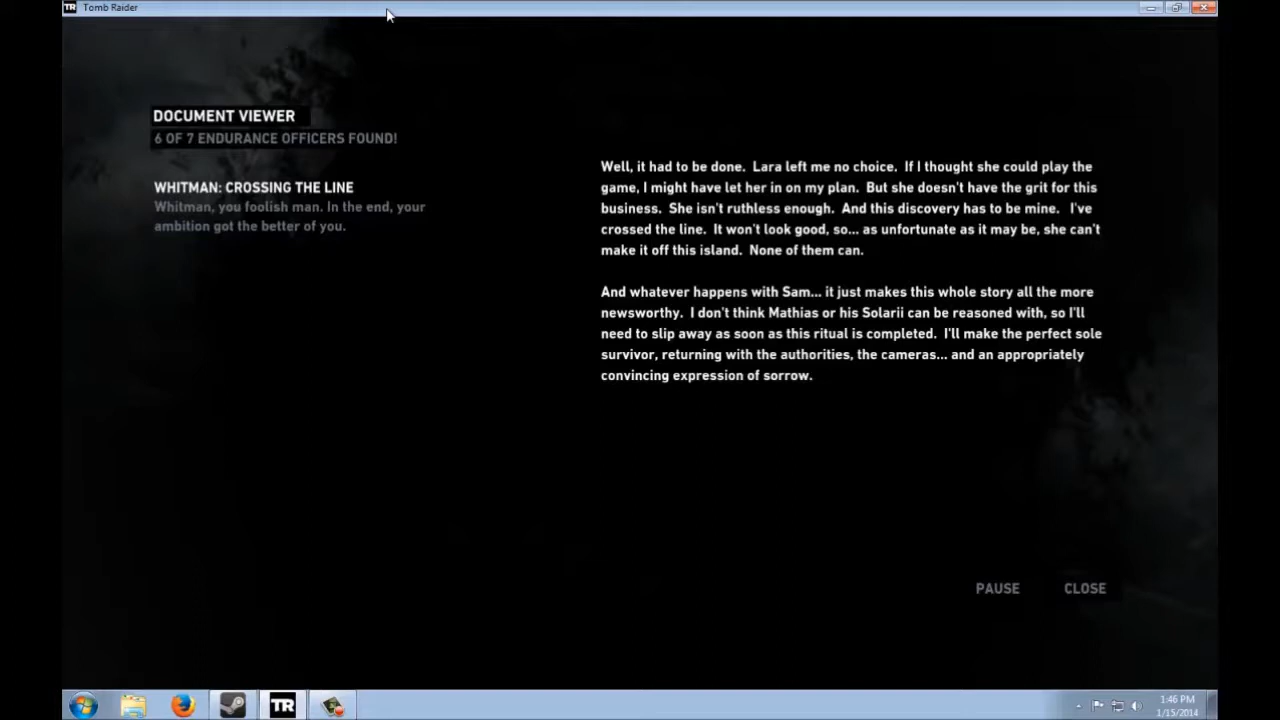 TR Tomb Raider
DOCUMENT VIEWER
6 OF 7 ENDURANCE OFFICERS FOUND!
WHITMAN: CROSSING THE LINE
Whitman, you foolish man. In the end, your
ambition got the better of you.
Well, it had to be done. Lara left me no choice. If I thought she could play the
game, I might have let her in on my plan. But she doesn't have the grit for this
business. She isn't ruthless enough. And this discovery has to be mine. I've
crossed the line. It won't look good, so... as unfortunate as it may be, she can't
make it off this island. None of them can.
And whatever happens with Sam... it just makes this whole story all the more
newsworthy. I don't think Mathias or his Solarii can be reasoned with, so I'll
need to slip away as soon as this ritual is completed. I'll make the perfect sole
survivor, returning with the authorities, the cameras... and an appropriately
convincing expression of sorrow.
PAUSE CLOSE
TR
1:46 PM
1/15/2014